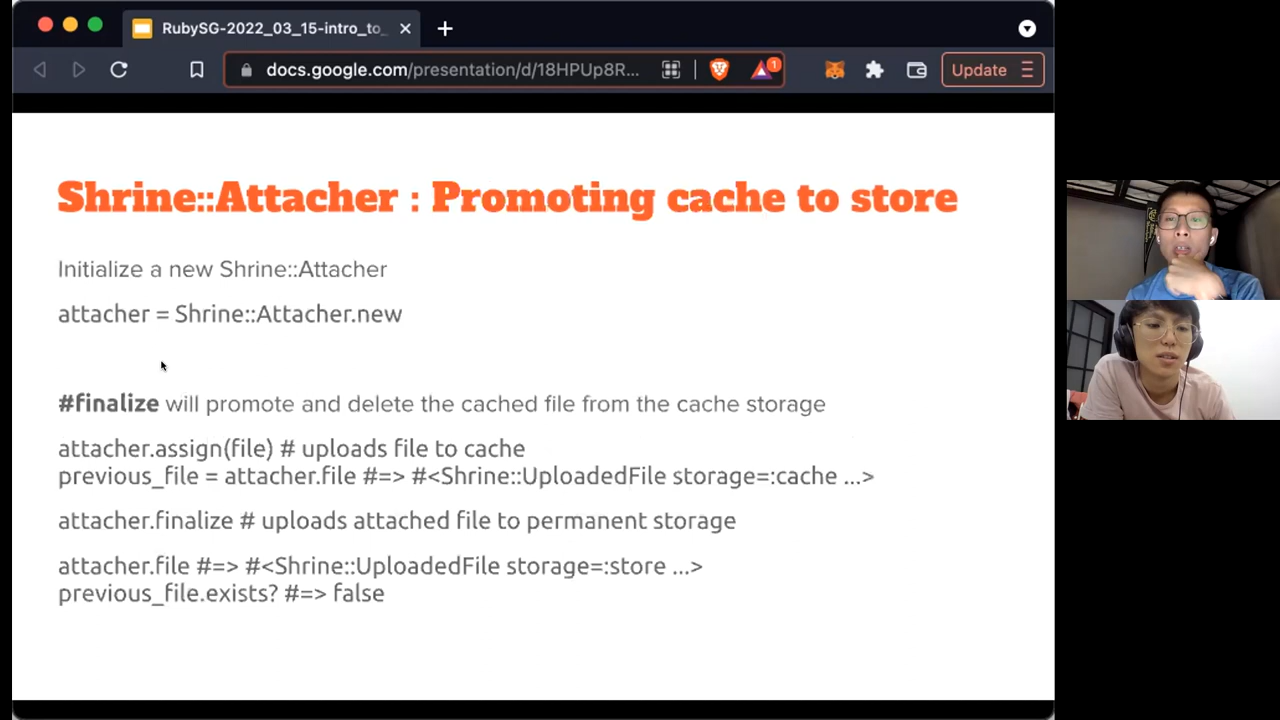 RubySG-2022_03_15-intro_to_
docs.google.com/presentation/d/18HPUp8R...
1
Update
Shrine::Attacher : Promoting cache to store
Initialize a new Shrine::Attacher
attacher = Shrine::Attacher.new
#finalize will promote and delete the cached file from the cache storage
attacher.assign(file) # uploads file to cache
previous_file = attacher.file #=> #<Shrine::UploadedFile storage=:cache ...>
attacher.finalize # uploads attached file to permanent storage
attacher.file #=> #<Shrine::UploadedFile storage=:store ...>
previous_file.exists? #=> false